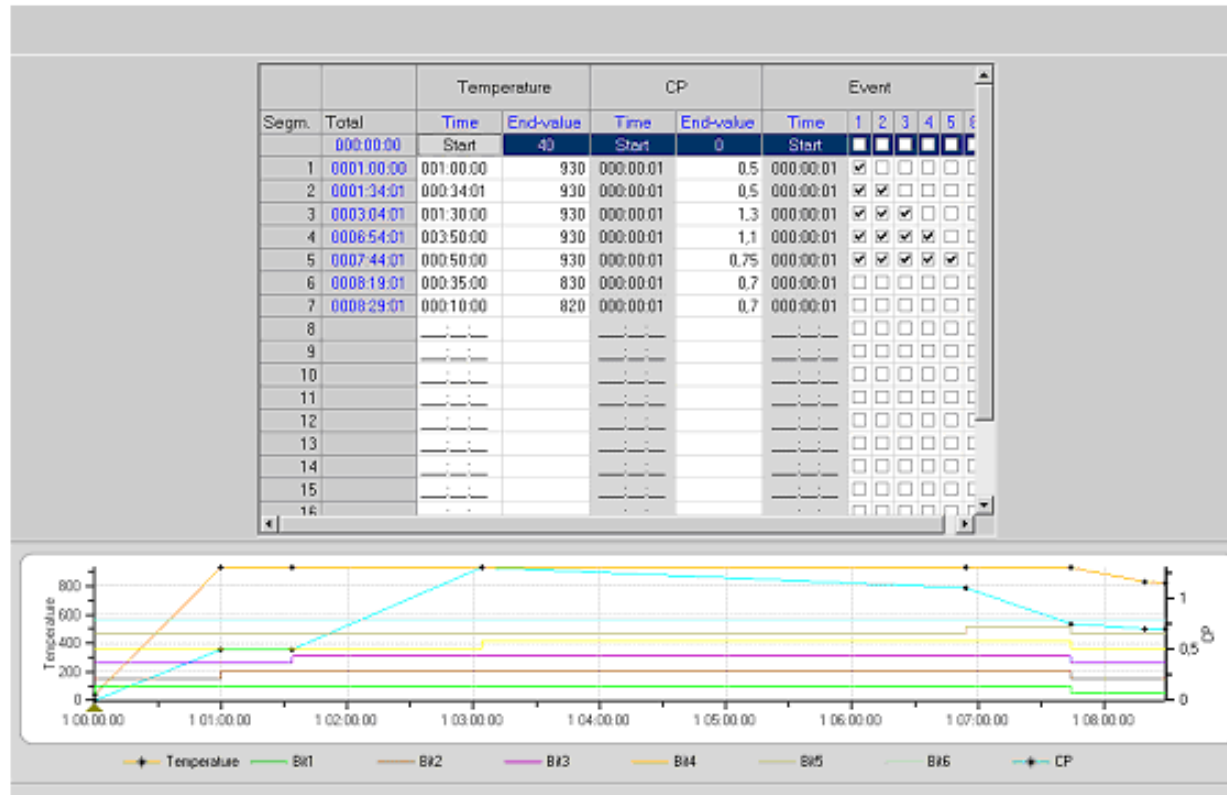 Temperature CP Event
Segm. Total Time End-value Time End-value Time 1 2 3 4 5 6
000:00:00 Start 40 Start 0 Start
1 0001:00:00 001:00:00 930 000:00:01 0,5 000:00:01
2 0001:34:01 000:34:01 930 000:00:01 0,5 000:00:01
3 0003:04:01 001:30:00 930 000:00:01 1,3 000:00:01
4 0006:54:01 003:50:00 930 000:00:01 1,1 000:00:01
5 0007:44:01 000:50:00 930 000:00:01 0,75 000:00:01
6 0008:19:01 000:35:00 830 000:00:01 0,7 000:00:01
7 0008:29:01 000:10:00 820 000:00:01 0,7 000:00:01
8
9
10
11
12
13
14
15
16
Temperature
800
600
400
200
0
1
0,5
0
CP
1 00:00:00 1 01:00:00 1 02:00:00 1 03:00:00 1 04:00:00 1 05:00:00 1 06:00:00 1 07:00:00 1 08:00:00
Temperature Bit1 Bit2 Bit3 Bit4 Bit5 Bit6 CP